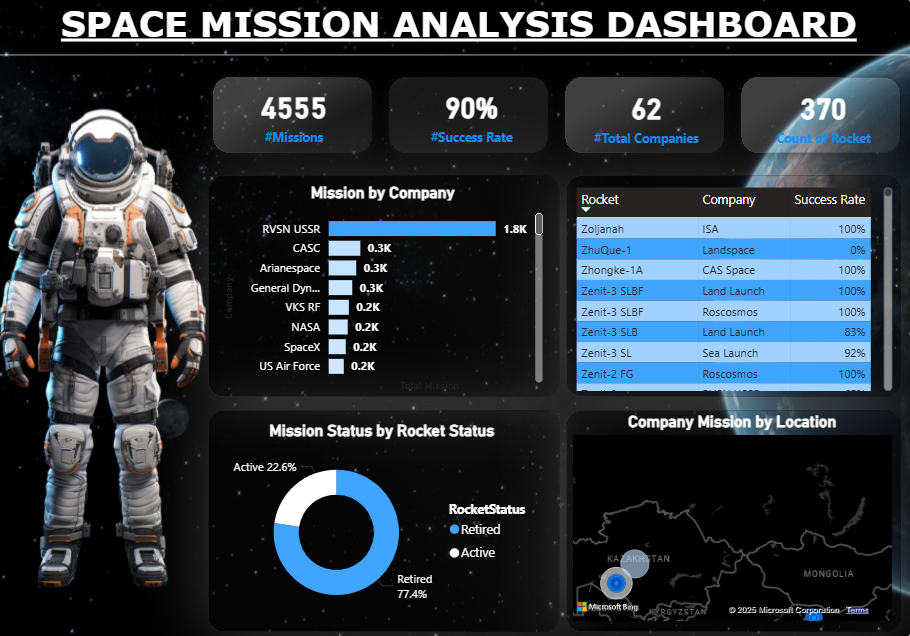 SPACE MISSION ANALYSIS DASHBOARD
4555
#Missions
90%
#Success Rate
62
#Total Companies
370
Count of Rocket
Mission by Company
Company
RVSN USSR 1.8K
CASC 0.3K
Arianespace 0.3K
General Dyn... 0.3K
VKS RF 0.2K
NASA 0.2K
SpaceX 0.2K
US Air Force 0.2K
Total Mission
Rocket Company Success Rate
Zoljanah ISA 100%
ZhuQue-1 Landspace 0%
Zhongke-1A CAS Space 100%
Zenit-3 SLBF Land Launch 100%
Zenit-3 SLBF Roscosmos 100%
Zenit-3 SLB Land Launch 83%
Zenit-3 SL Sea Launch 92%
Zenit-2 FG Roscosmos 100%
Mission Status by Rocket Status
Active 22.6%
Retired
77.4%
RocketStatus
Retired
Active
Company Mission by Location
KAZAKHSTAN
MONGOLIA
KYRGYZSTAN
Microsoft Bing
© 2025 Microsoft Corporation Terms